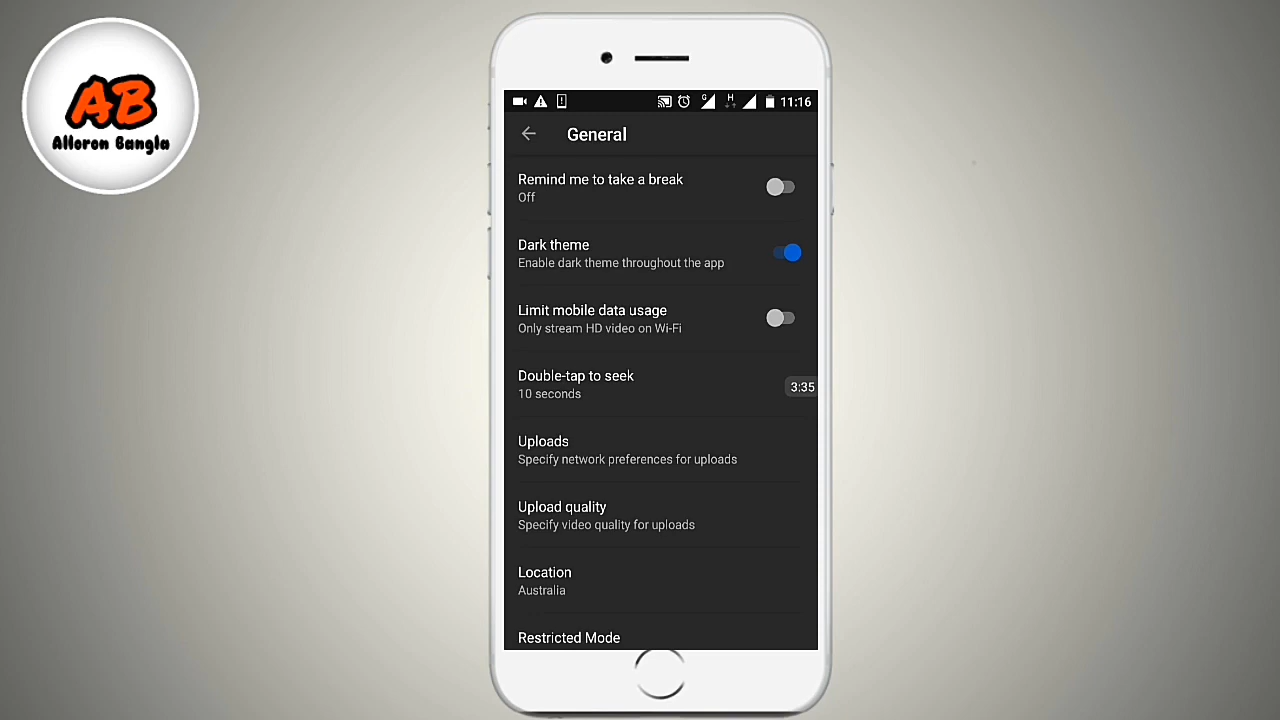 AB
Alloron Bangla
G
H
11:16
General
Remind me to take a break
Off
Dark theme
Enable dark theme throughout the app
Limit mobile data usage
Only stream HD video on Wi-Fi
Double-tap to seek
10 seconds
3:35
Uploads
Specify network preferences for uploads
Upload quality
Specify video quality for uploads
Location
Australia
Restricted Mode